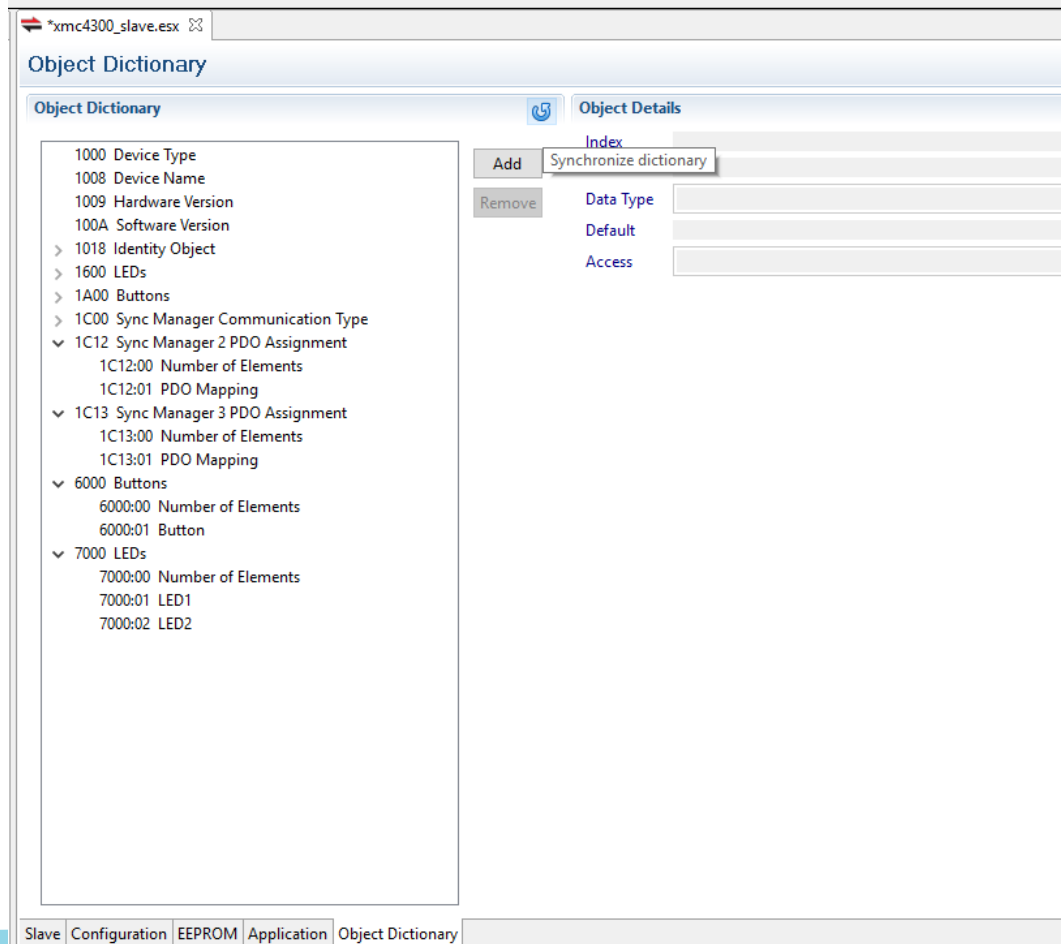 *xmc4300_slave.esx
Object Dictionary
Object Dictionary
Object Details
1000 Device Type
1008 Device Name
1009 Hardware Version
100A Software Version
1018 Identity Object
1600 LEDs
1A00 Buttons
1C00 Sync Manager Communication Type
1C12 Sync Manager 2 PDO Assignment
1C12:00 Number of Elements
1C12:01 PDO Mapping
1C13 Sync Manager 3 PDO Assignment
1C13:00 Number of Elements
1C13:01 PDO Mapping
6000 Buttons
6000:00 Number of Elements
6000:01 Button
7000 LEDs
7000:00 Number of Elements
7000:01 LED1
7000:02 LED2
Add
Remove
Synchronize dictionary
Index
Data Type
Default
Access
Slave Configuration EEPROM Application Object Dictionary